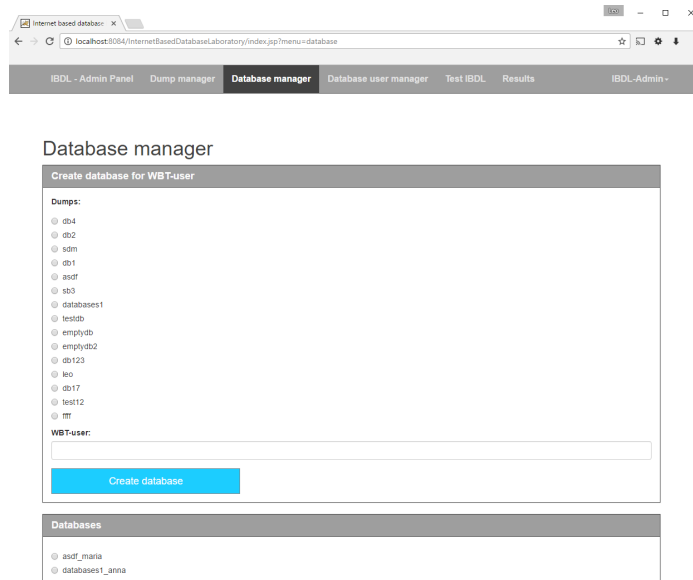 Leo
Internet based database
localhost:8084/InternetBasedDatabaseLaboratory/index.jsp?menu=database
IBDL - Admin Panel Dump manager Database manager Database user manager Test IBDL Results IBDL-Admin
Database manager
Create database for WBT-user
Dumps:
db4
db2
sdm
db1
asdf
sb3
databases1
testdb
emptydb
emptydb2
db123
leo
db17
test12
ffff
WBT-user:
Create database
Databases
asdf_maria
databases1_anna